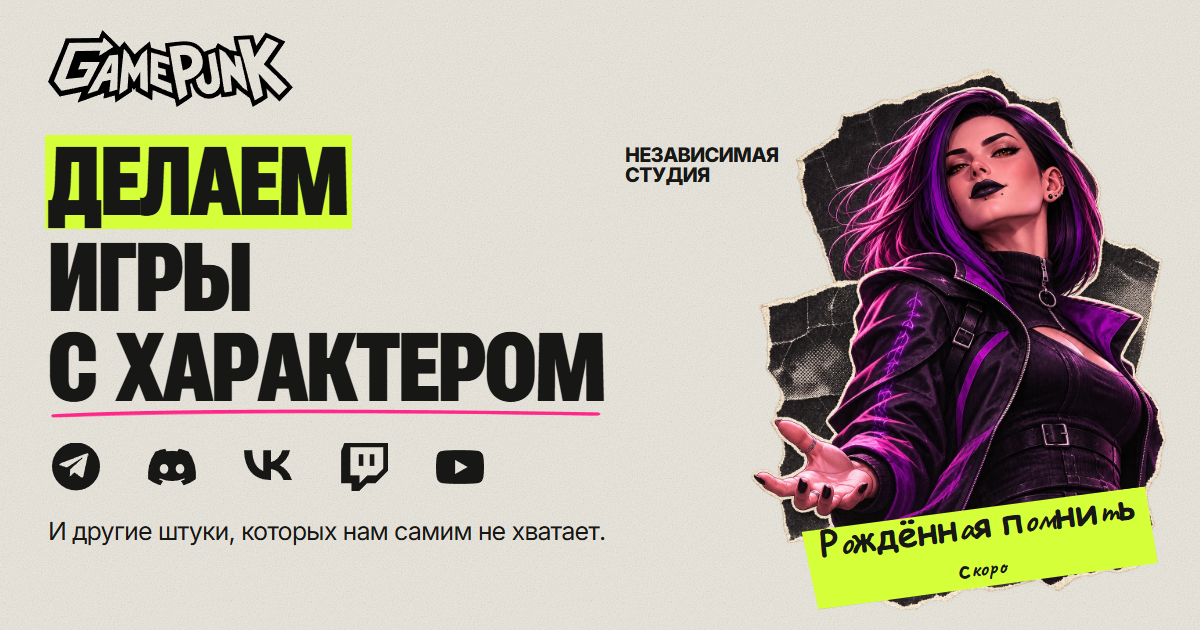 GAMEPUNK
ДЕЛАЕМ
ИГРЫ
С ХАРАКТЕРОМ
НЕЗАВИСИМАЯ
СТУДИЯ
И другие штуки, которых нам самим не хватает.
Рождённая помнить
Скоро